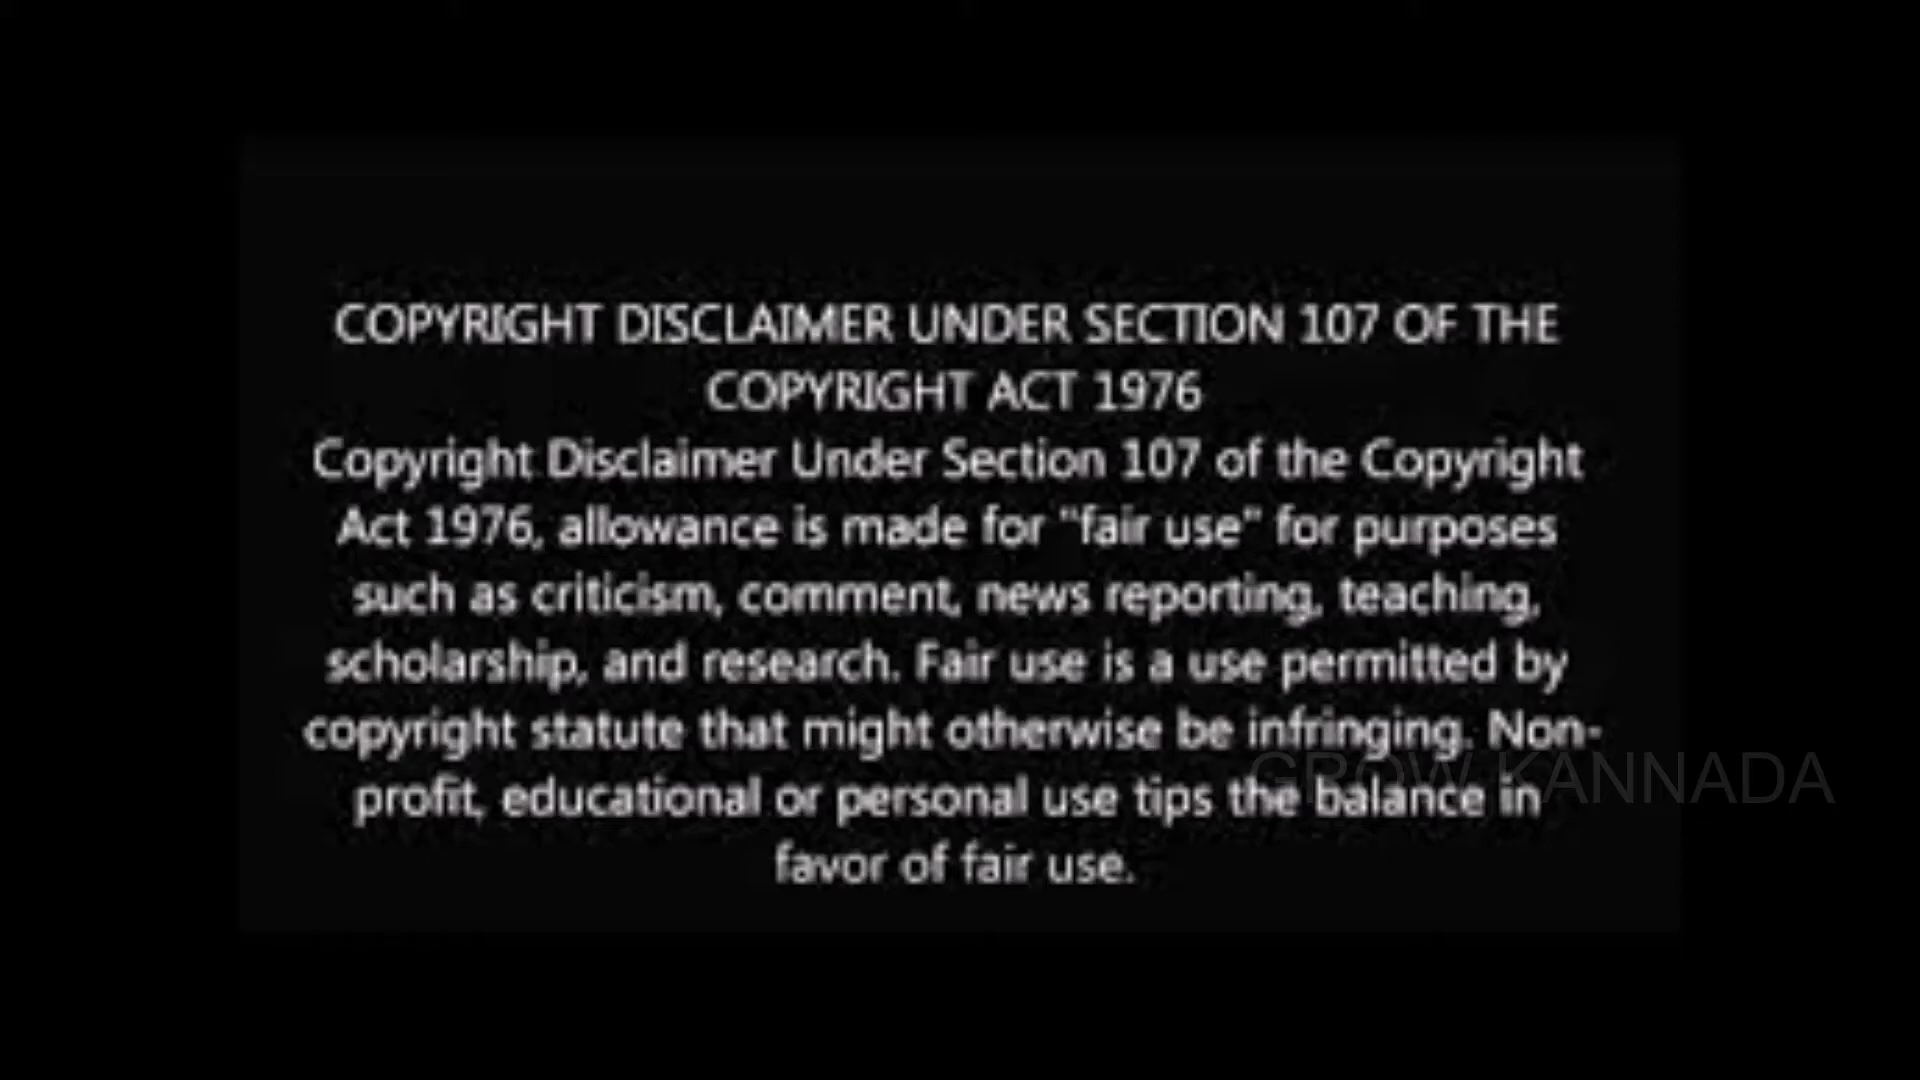 COPYRIGHT DISCLAIMER UNDER SECTION 107 OF THE
COPYRIGHT ACT 1976
Copyright Disclaimer Under Section 107 of the Copyright
Act 1976, allowance is made for "fair use" for purposes
such as criticism, comment, news reporting, teaching,
scholarship, and research. Fair use is a use permitted by
copyright statute that might otherwise be infringing. Non-
profit, educational or personal use tips the balance in
favor of fair use.
GROW KANNADA